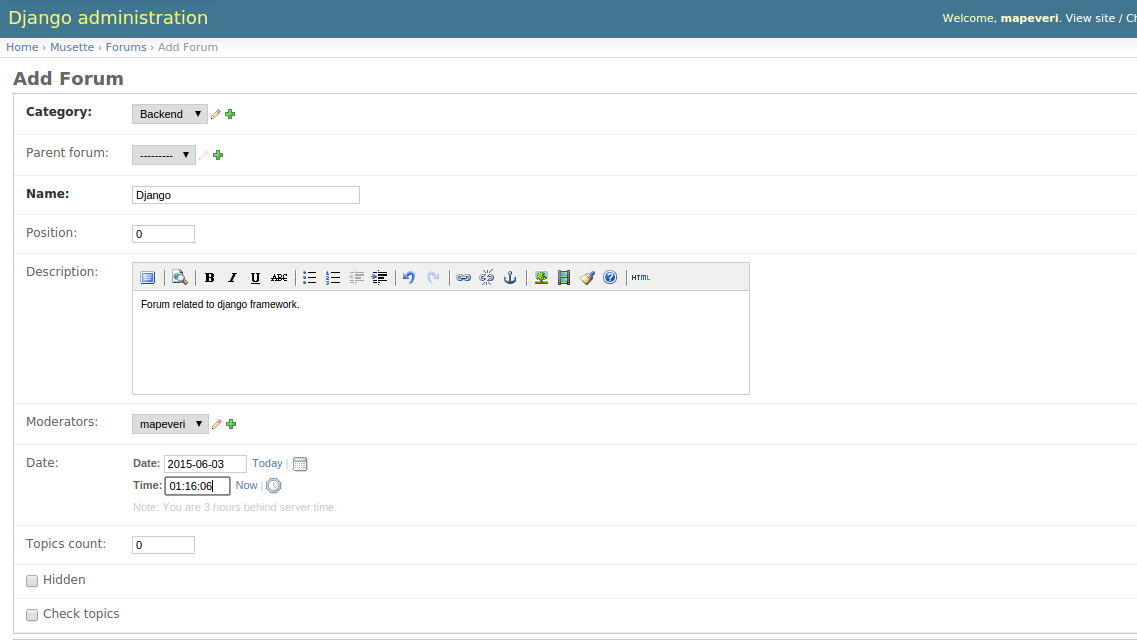 Django administration
Welcome, mapeveri. View site / Ch
Home › Musette › Forums › Add Forum
Add Forum
Category: Backend
Parent forum: ---------
Name: Django
Position: 0
Description:
B I U ABC HTML
Forum related to django framework.
Moderators: mapeveri
Date: Date: 2015-06-03 Today |
Time: 01:16:06 Now |
Note: You are 3 hours behind server time.
Topics count: 0
Hidden
Check topics